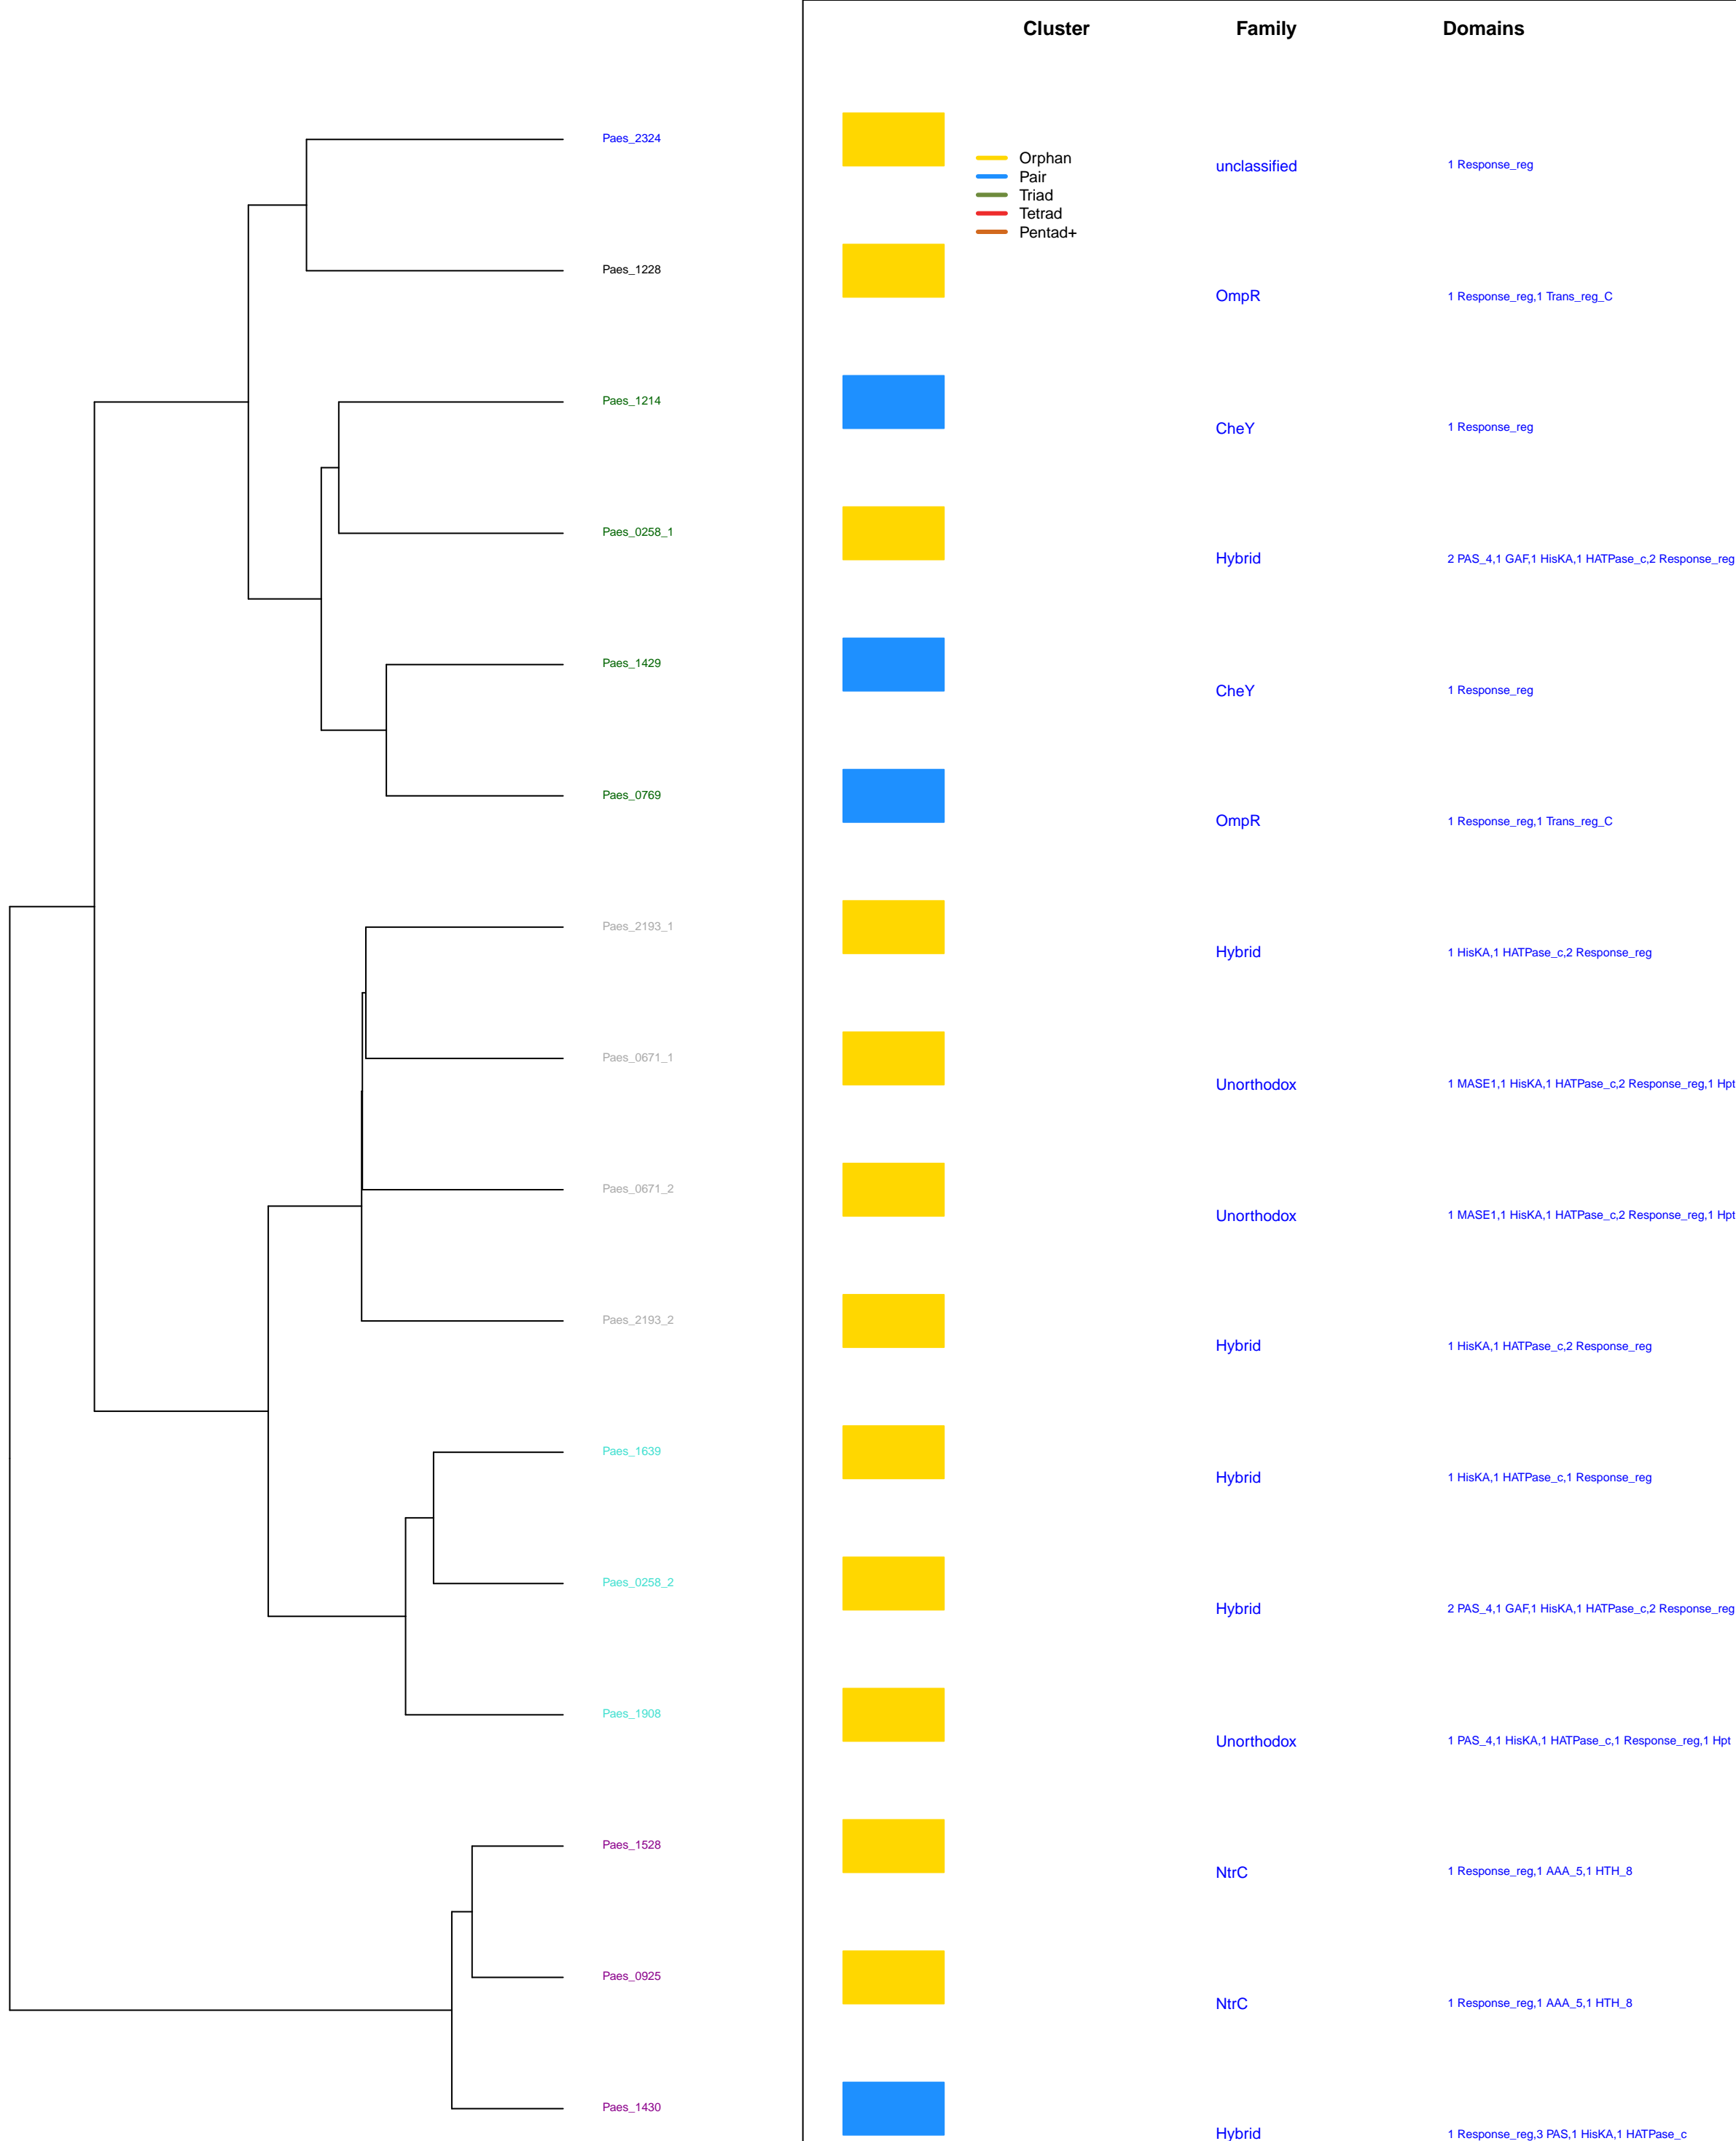 Cluster Family Domains
Paes_2324
Orphan
Pair
Triad
Tetrad
Pentad+
unclassified 1 Response_reg
Paes_1228
OmpR 1 Response_reg,1 Trans_reg_C
Paes_1214
CheY 1 Response_reg
Paes_0258_1
Hybrid 2 PAS_4,1 GAF,1 HisKA,1 HATPase_c,2 Response_reg
Paes_1429
CheY 1 Response_reg
Paes_0769
OmpR 1 Response_reg,1 Trans_reg_C
Paes_2193_1
Hybrid 1 HisKA,1 HATPase_c,2 Response_reg
Paes_0671_1
Unorthodox 1 MASE1,1 HisKA,1 HATPase_c,2 Response_reg,1 Hpt
Paes_0671_2
Unorthodox 1 MASE1,1 HisKA,1 HATPase_c,2 Response_reg,1 Hpt
Paes_2193_2
Hybrid 1 HisKA,1 HATPase_c,2 Response_reg
Paes_1639
Hybrid 1 HisKA,1 HATPase_c,1 Response_reg
Paes_0258_2
Hybrid 2 PAS_4,1 GAF,1 HisKA,1 HATPase_c,2 Response_reg
Paes_1908
Unorthodox 1 PAS_4,1 HisKA,1 HATPase_c,1 Response_reg,1 Hpt
Paes_1528
NtrC 1 Response_reg,1 AAA_5,1 HTH_8
Paes_0925
NtrC 1 Response_reg,1 AAA_5,1 HTH_8
Paes_1430
Hybrid 1 Response_reg,3 PAS,1 HisKA,1 HATPase_c